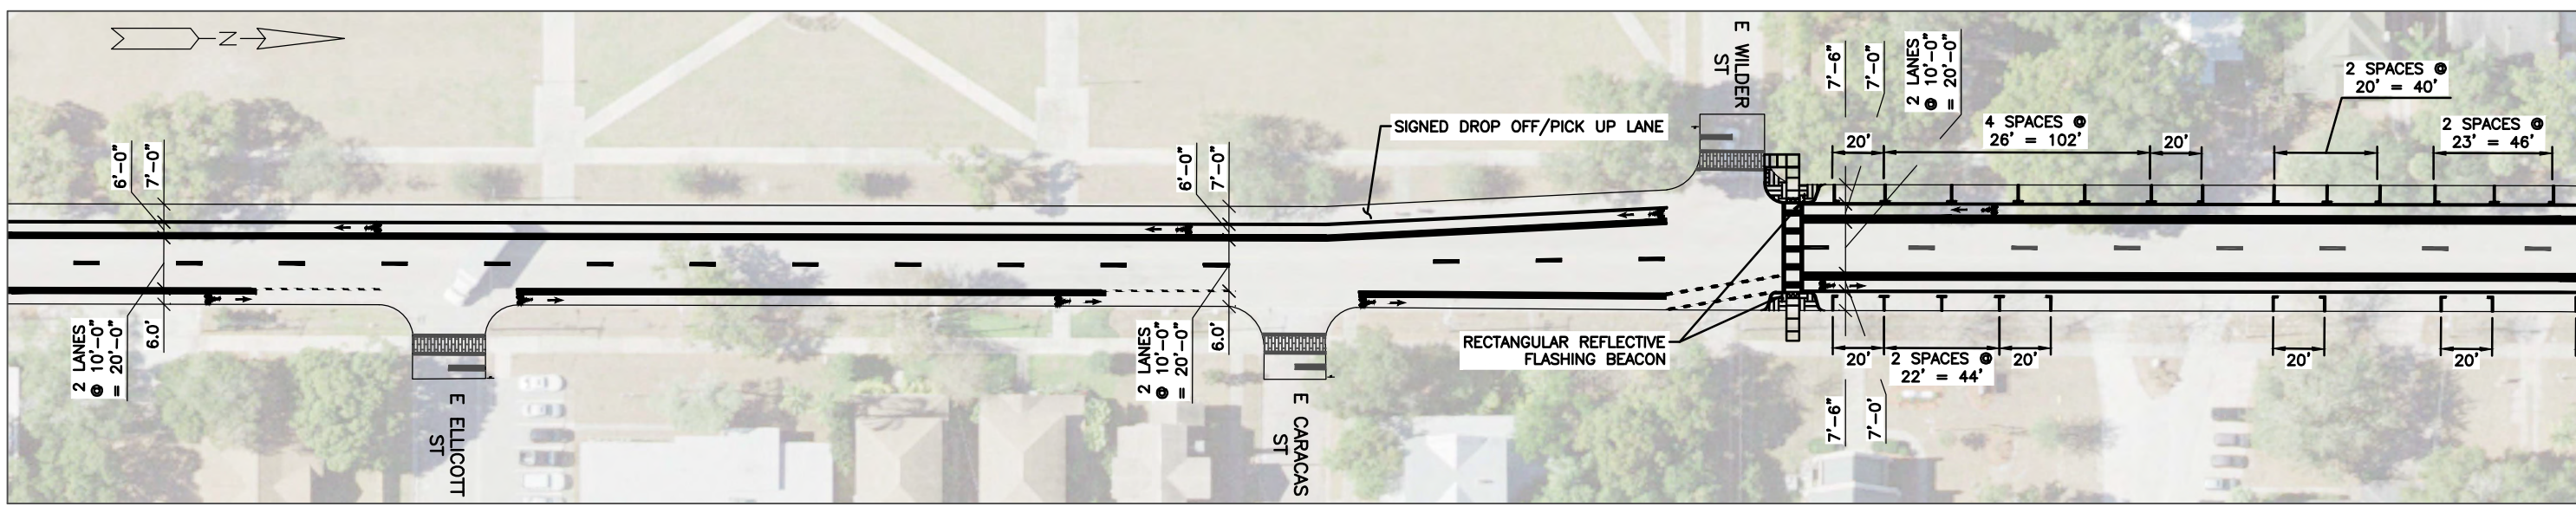 N
E WILDER
ST
7'-6"
7'-0"
2 LANES
@ 10'-0"
= 20'-0"
2 SPACES @
20' = 40'
SIGNED DROP OFF/PICK UP LANE
20'
4 SPACES @
26' = 102'
20'
2 SPACES @
23' = 46'
6'-0"
7'-0"
6'-0"
7'-0"
2 LANES
@ 10'-0"
= 20'-0"
6.0'
2 LANES
@ 10'-0"
= 20'-0"
6.0'
RECTANGULAR REFLECTIVE
FLASHING BEACON
20'
2 SPACES @
22' = 44'
20'
20'
20'
7'-6"
7'-0'
E ELLICOTT
ST
E CARACAS
ST